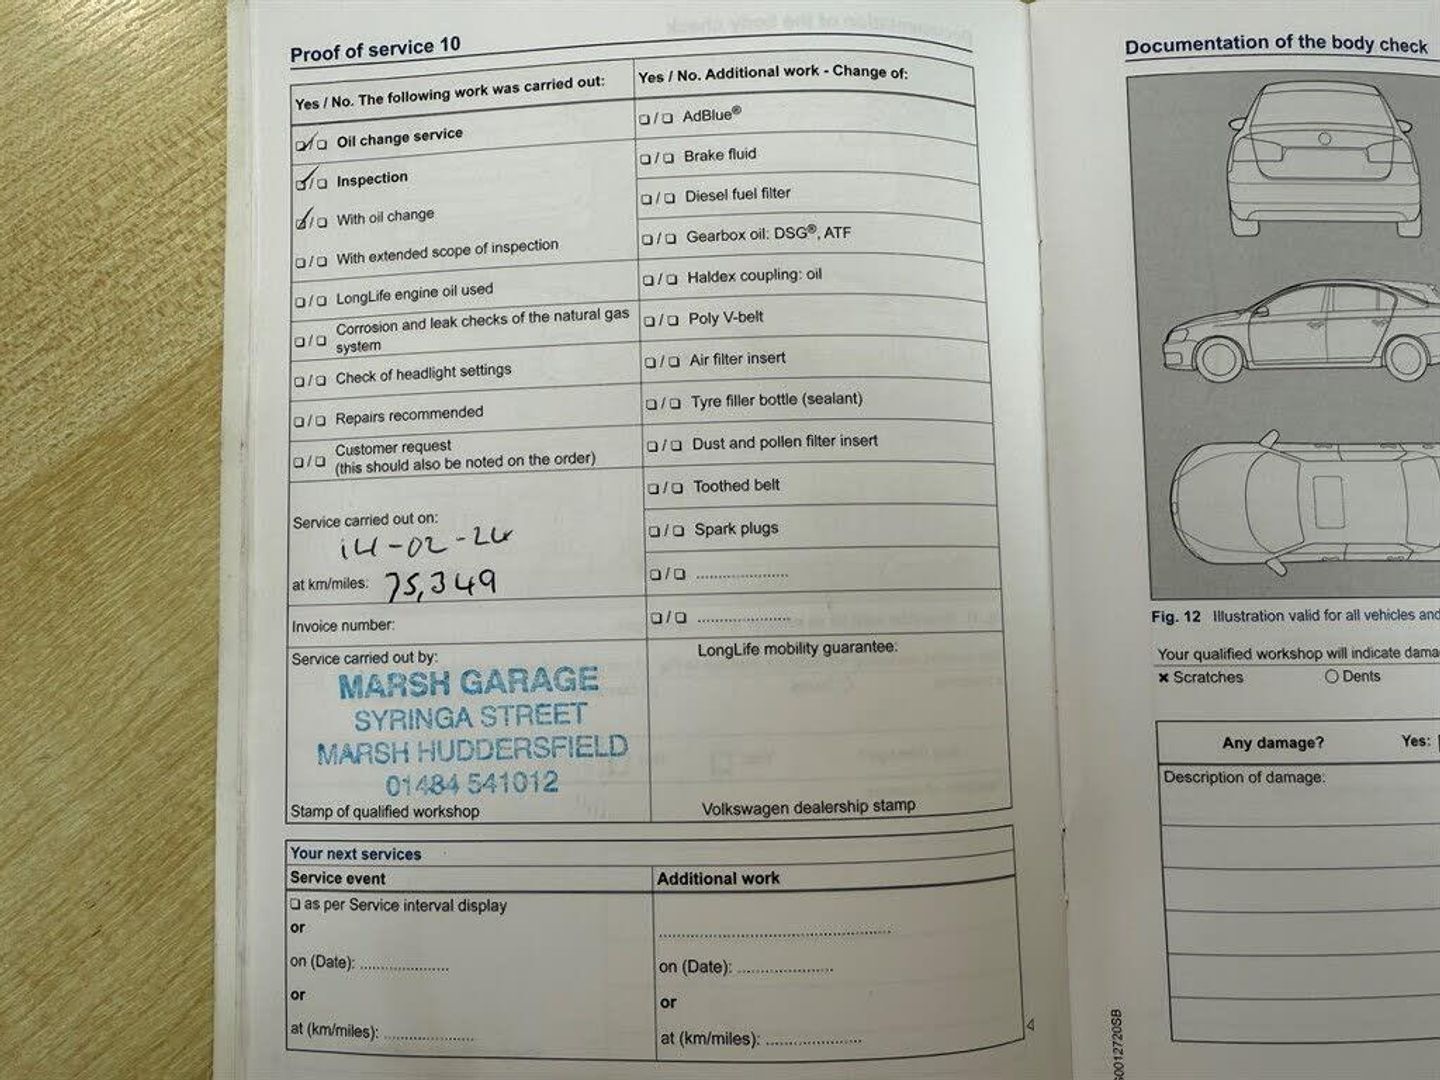 Proof of service 10
Yes / No. The following work was carried out:
☑/☐ Oil change service
☑/☐ Inspection
☑/☐ With oil change
☐/☐ With extended scope of inspection
☐/☐ LongLife engine oil used
☐/☐ Corrosion and leak checks of the natural gas
system
☐/☐ Check of headlight settings
☐/☐ Repairs recommended
☐/☐ Customer request
(this should also be noted on the order)
Service carried out on:
14-02-24
at km/miles: 75,349
Invoice number:
Service carried out by:
MARSH GARAGE
SYRINGA STREET
MARSH HUDDERSFIELD
01484 541012
Stamp of qualified workshop
Yes / No. Additional work - Change of:
☐/☐ AdBlue®
☐/☐ Brake fluid
☐/☐ Diesel fuel filter
☐/☐ Gearbox oil: DSG®, ATF
☐/☐ Haldex coupling: oil
☐/☐ Poly V-belt
☐/☐ Air filter insert
☐/☐ Tyre filler bottle (sealant)
☐/☐ Dust and pollen filter insert
☐/☐ Toothed belt
☐/☐ Spark plugs
☐/☐ ....................
☐/☐ ....................
LongLife mobility guarantee:
Volkswagen dealership stamp
Your next services
Service event
☐ as per Service interval display
or
on (Date): ....................
or
at (km/miles): ....................
Additional work
..................................................
on (Date): ....................
or
at (km/miles): ....................
Documentation of the body check
Fig. 12 Illustration valid for all vehicles and
Your qualified workshop will indicate dama
× Scratches
○ Dents
Any damage? Yes:
Description of damage: